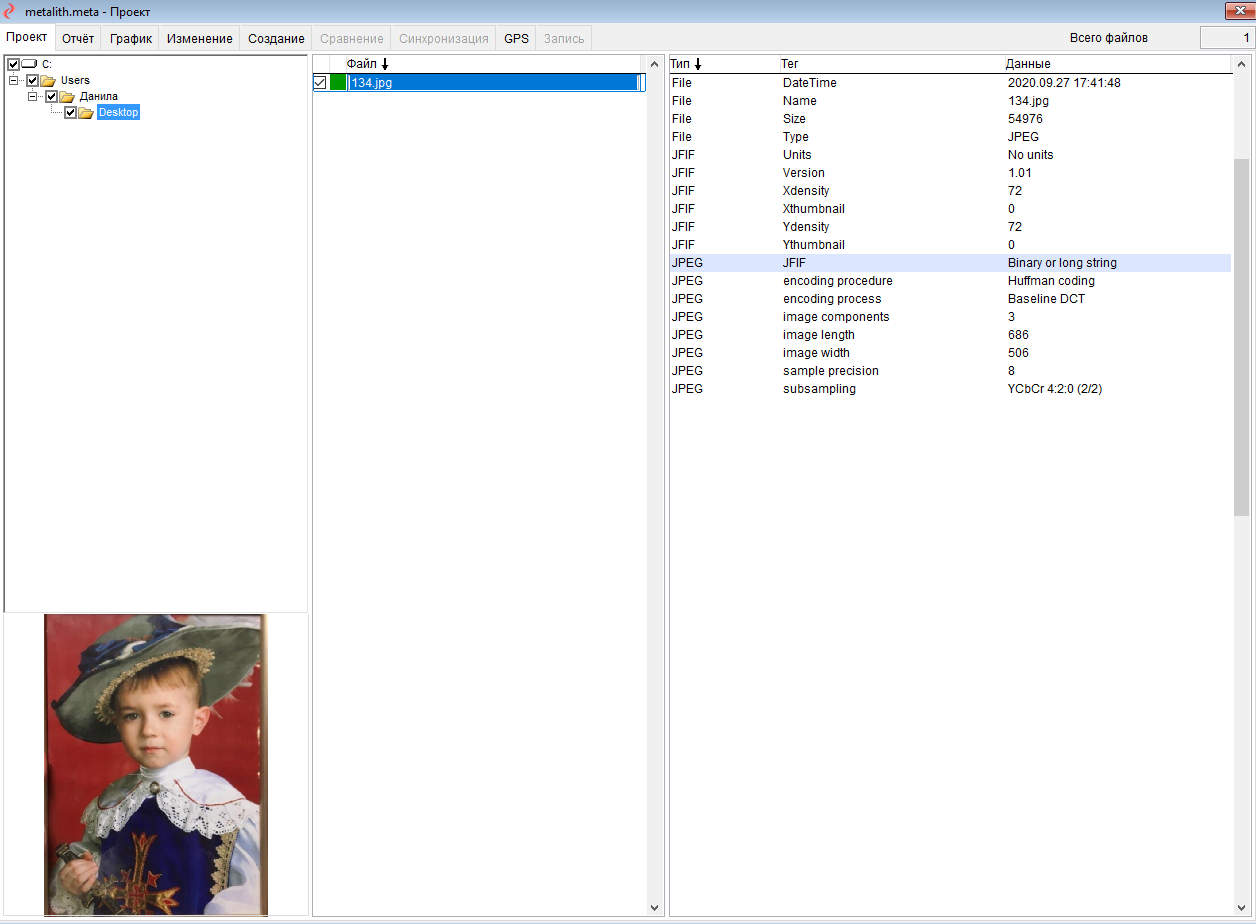 metalith.meta - Проект
Проект Отчёт График Изменение Создание Сравнение Синхронизация GPS Запись Всего файлов 1
C:
Users
Данила
Desktop
Файл
134.jpg
Тип Тег Данные
File DateTime 2020.09.27 17:41:48
File Name 134.jpg
File Size 54976
File Type JPEG
JFIF Units No units
JFIF Version 1.01
JFIF Xdensity 72
JFIF Xthumbnail 0
JFIF Ydensity 72
JFIF Ythumbnail 0
JPEG JFIF Binary or long string
JPEG encoding procedure Huffman coding
JPEG encoding process Baseline DCT
JPEG image components 3
JPEG image length 686
JPEG image width 506
JPEG sample precision 8
JPEG subsampling YCbCr 4:2:0 (2/2)